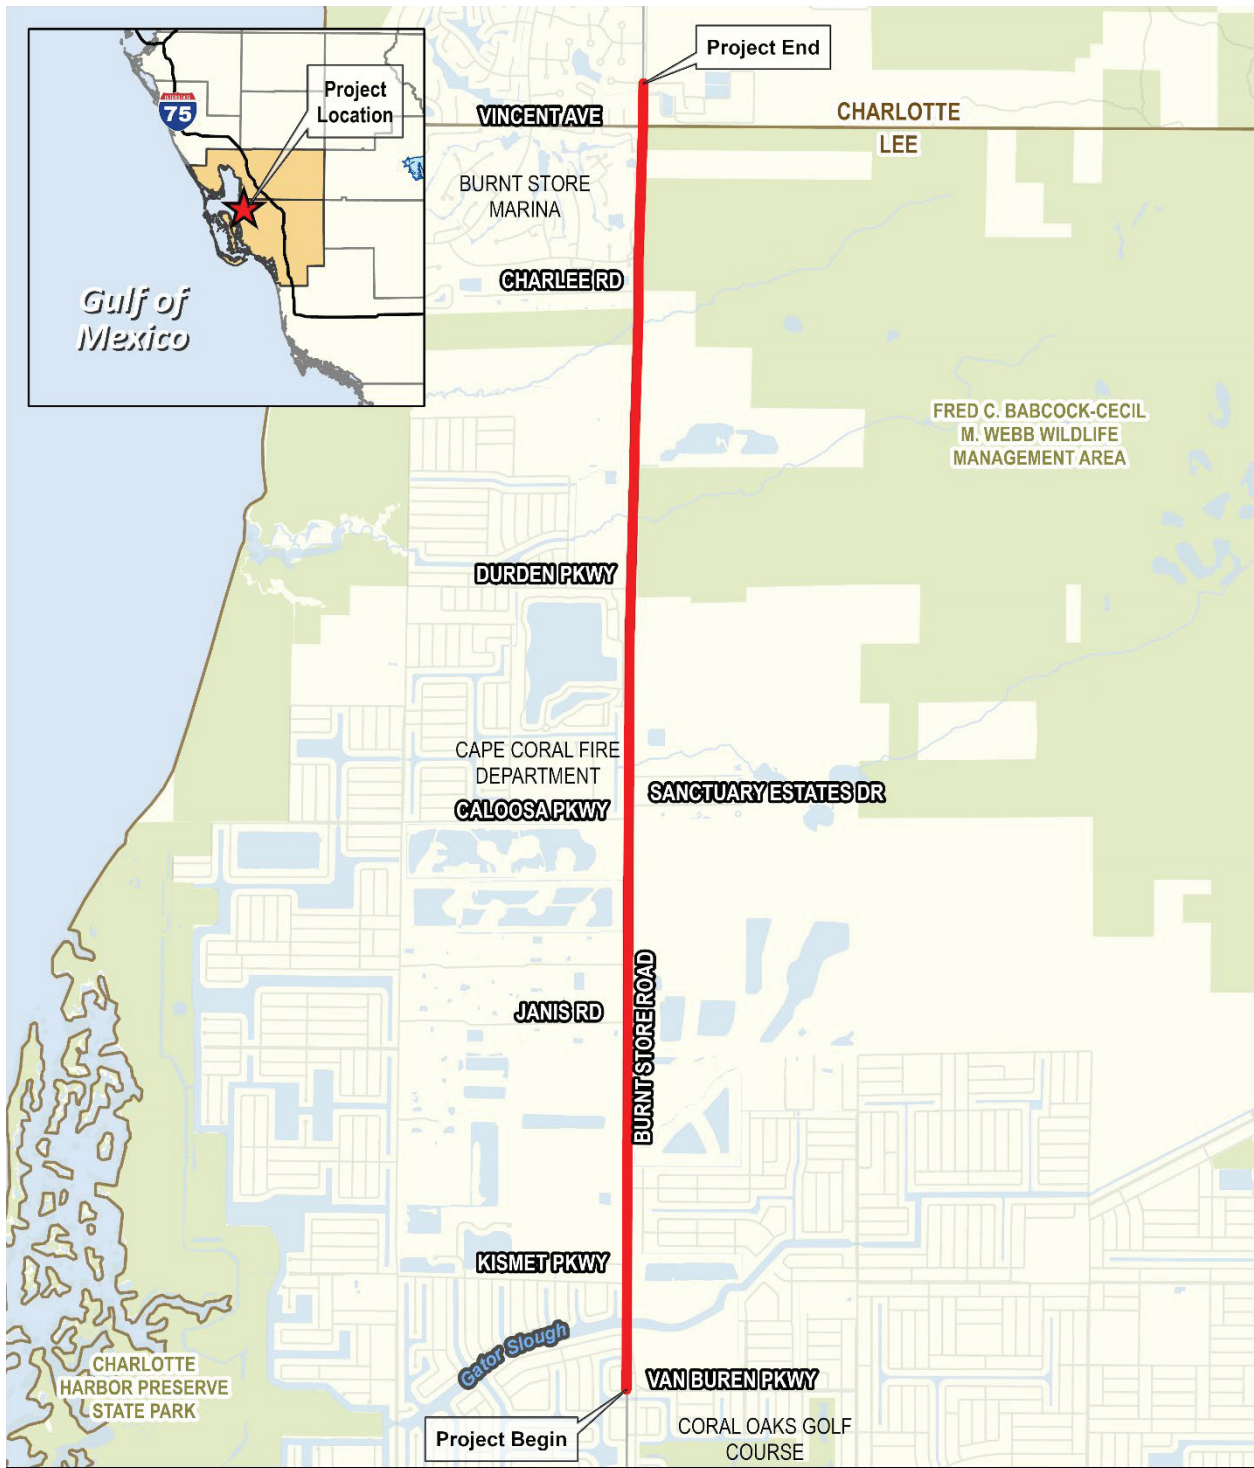 Project End
VINCENT AVE
CHARLOTTE
LEE
INTERSTATE
75
Project
Location
Gulf of
Mexico
BURNT STORE
MARINA
CHARLEE RD
FRED C. BABCOCK-CECIL
M. WEBB WILDLIFE
MANAGEMENT AREA
DURDEN PKWY
CAPE CORAL FIRE
DEPARTMENT
SANCTUARY ESTATES DR
CALOOSA PKWY
BURNT STORE ROAD
JANIS RD
KISMET PKWY
Gator Slough
CHARLOTTE
HARBOR PRESERVE
STATE PARK
VAN BUREN PKWY
Project Begin
CORAL OAKS GOLF
COURSE